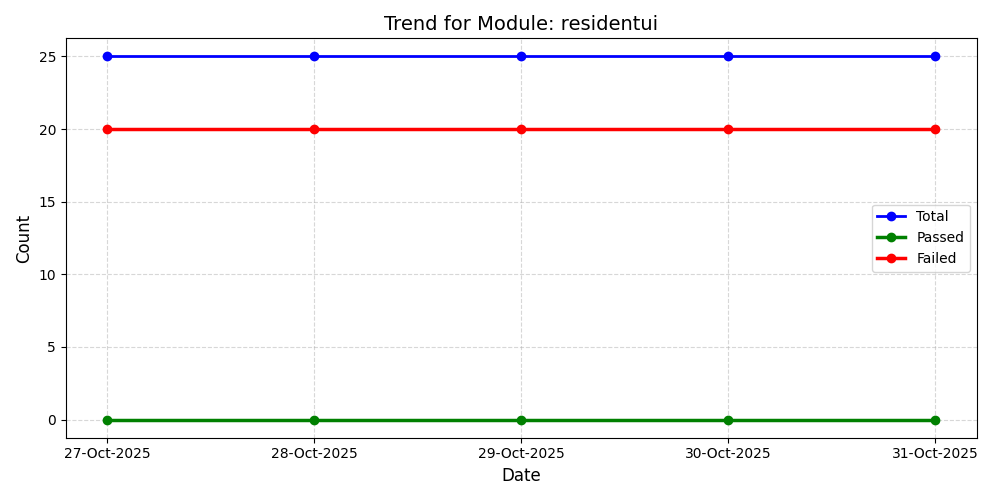 Trend for Module: residentui
Count
25
20
15
10
5
0
Total
Passed
Failed
27-Oct-2025
28-Oct-2025
29-Oct-2025
30-Oct-2025
31-Oct-2025
Date